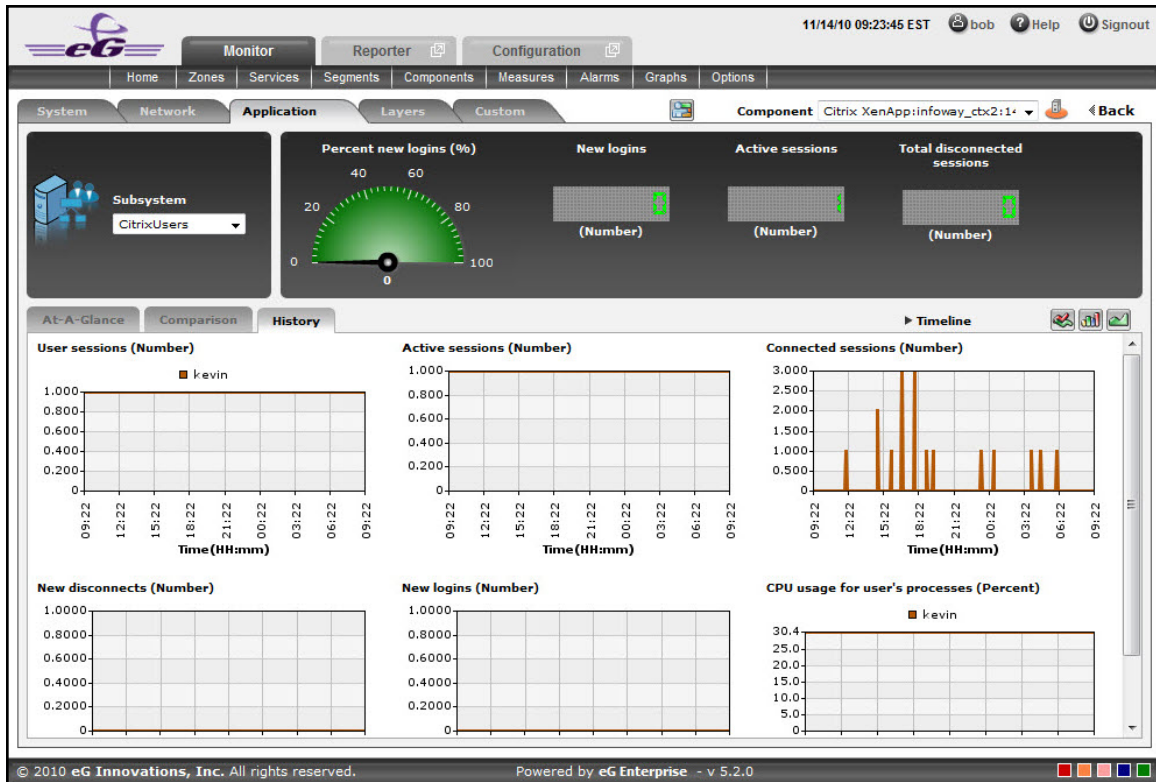 11/14/10 09:23:45 EST bob Help Signout
eG
Monitor Reporter Configuration
Home Zones Services Segments Components Measures Alarms Graphs Options
System Network Application Layers Custom Component Citrix XenApp:infoway_ctx2:14 Back
Subsystem
CitrixUsers
Percent new logins (%)
0 20 40 60 80 100
0
New logins
0
(Number)
Active sessions
1
(Number)
Total disconnected
sessions
0
(Number)
At-A-Glance Comparison History Timeline
User sessions (Number)
kevin
1.000
0.800
0.600
0.400
0.200
0
09:22 12:22 15:22 18:22 21:22 00:22 03:22 06:22 09:22
Time(HH:mm)
Active sessions (Number)
1.000
0.800
0.600
0.400
0.200
0
09:22 12:22 15:22 18:22 21:22 00:22 03:22 06:22 09:22
Time(HH:mm)
Connected sessions (Number)
3.000
2.500
2.000
1.500
1.000
0.500
0
09:22 12:22 15:22 18:22 21:22 00:22 03:22 06:22 09:22
Time(HH:mm)
New disconnects (Number)
1.0000
0.8000
0.6000
0.4000
0.2000
0
New logins (Number)
1.0000
0.8000
0.6000
0.4000
0.2000
0
CPU usage for user's processes (Percent)
kevin
30.4
25.0
20.0
15.0
10.0
5.0
0
© 2010 eG Innovations, Inc. All rights reserved. Powered by eG Enterprise - v 5.2.0